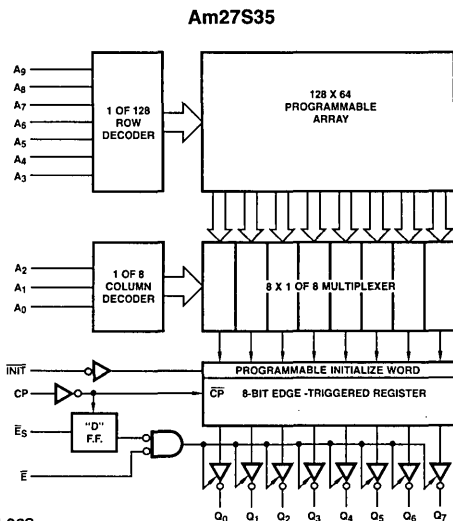 Am27S35
A9
A8
A7
A6
A5
A4
A3
1 OF 128
ROW
DECODER
128 X 64
PROGRAMMABLE
ARRAY
A2
A1
A0
1 OF 8
COLUMN
DECODER
8 X 1 OF 8 MULTIPLEXER
INIT
PROGRAMMABLE INITIALIZE WORD
CP
CP 8-BIT EDGE -TRIGGERED REGISTER
ES
"D"
F.F.
E
Q0 Q1 Q2 Q3 Q4 Q5 Q6 Q7